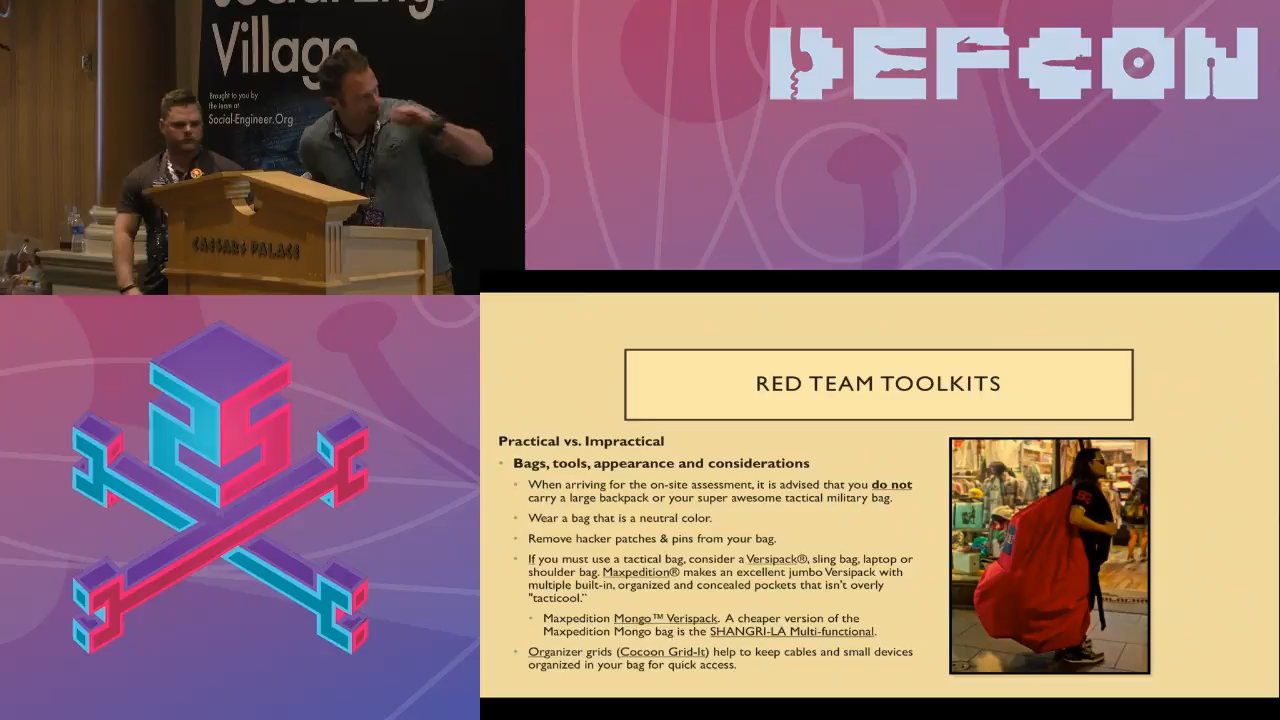 Social-Engi
Village
Brought to you by
the team at
Social-Engineer.Org
CAESARS PALACE
DEFCON
RED TEAM TOOLKITS
Practical vs. Impractical
Bags, tools, appearance and considerations
When arriving for the on-site assessment, it is advised that you do not
carry a large backpack or your super awesome tactical military bag.
Wear a bag that is a neutral color.
Remove hacker patches & pins from your bag.
If you must use a tactical bag, consider a Versipack®, sling bag, laptop or
shoulder bag. Maxpedition® makes an excellent jumbo Versipack with
multiple built-in, organized and concealed pockets that isn't overly
"tacticool."
Maxpedition Mongo™ Verispack. A cheaper version of the
Maxpedition Mongo bag is the SHANGRI-LA Multi-functional.
Organizer grids (Cocoon Grid-It) help to keep cables and small devices
organized in your bag for quick access.